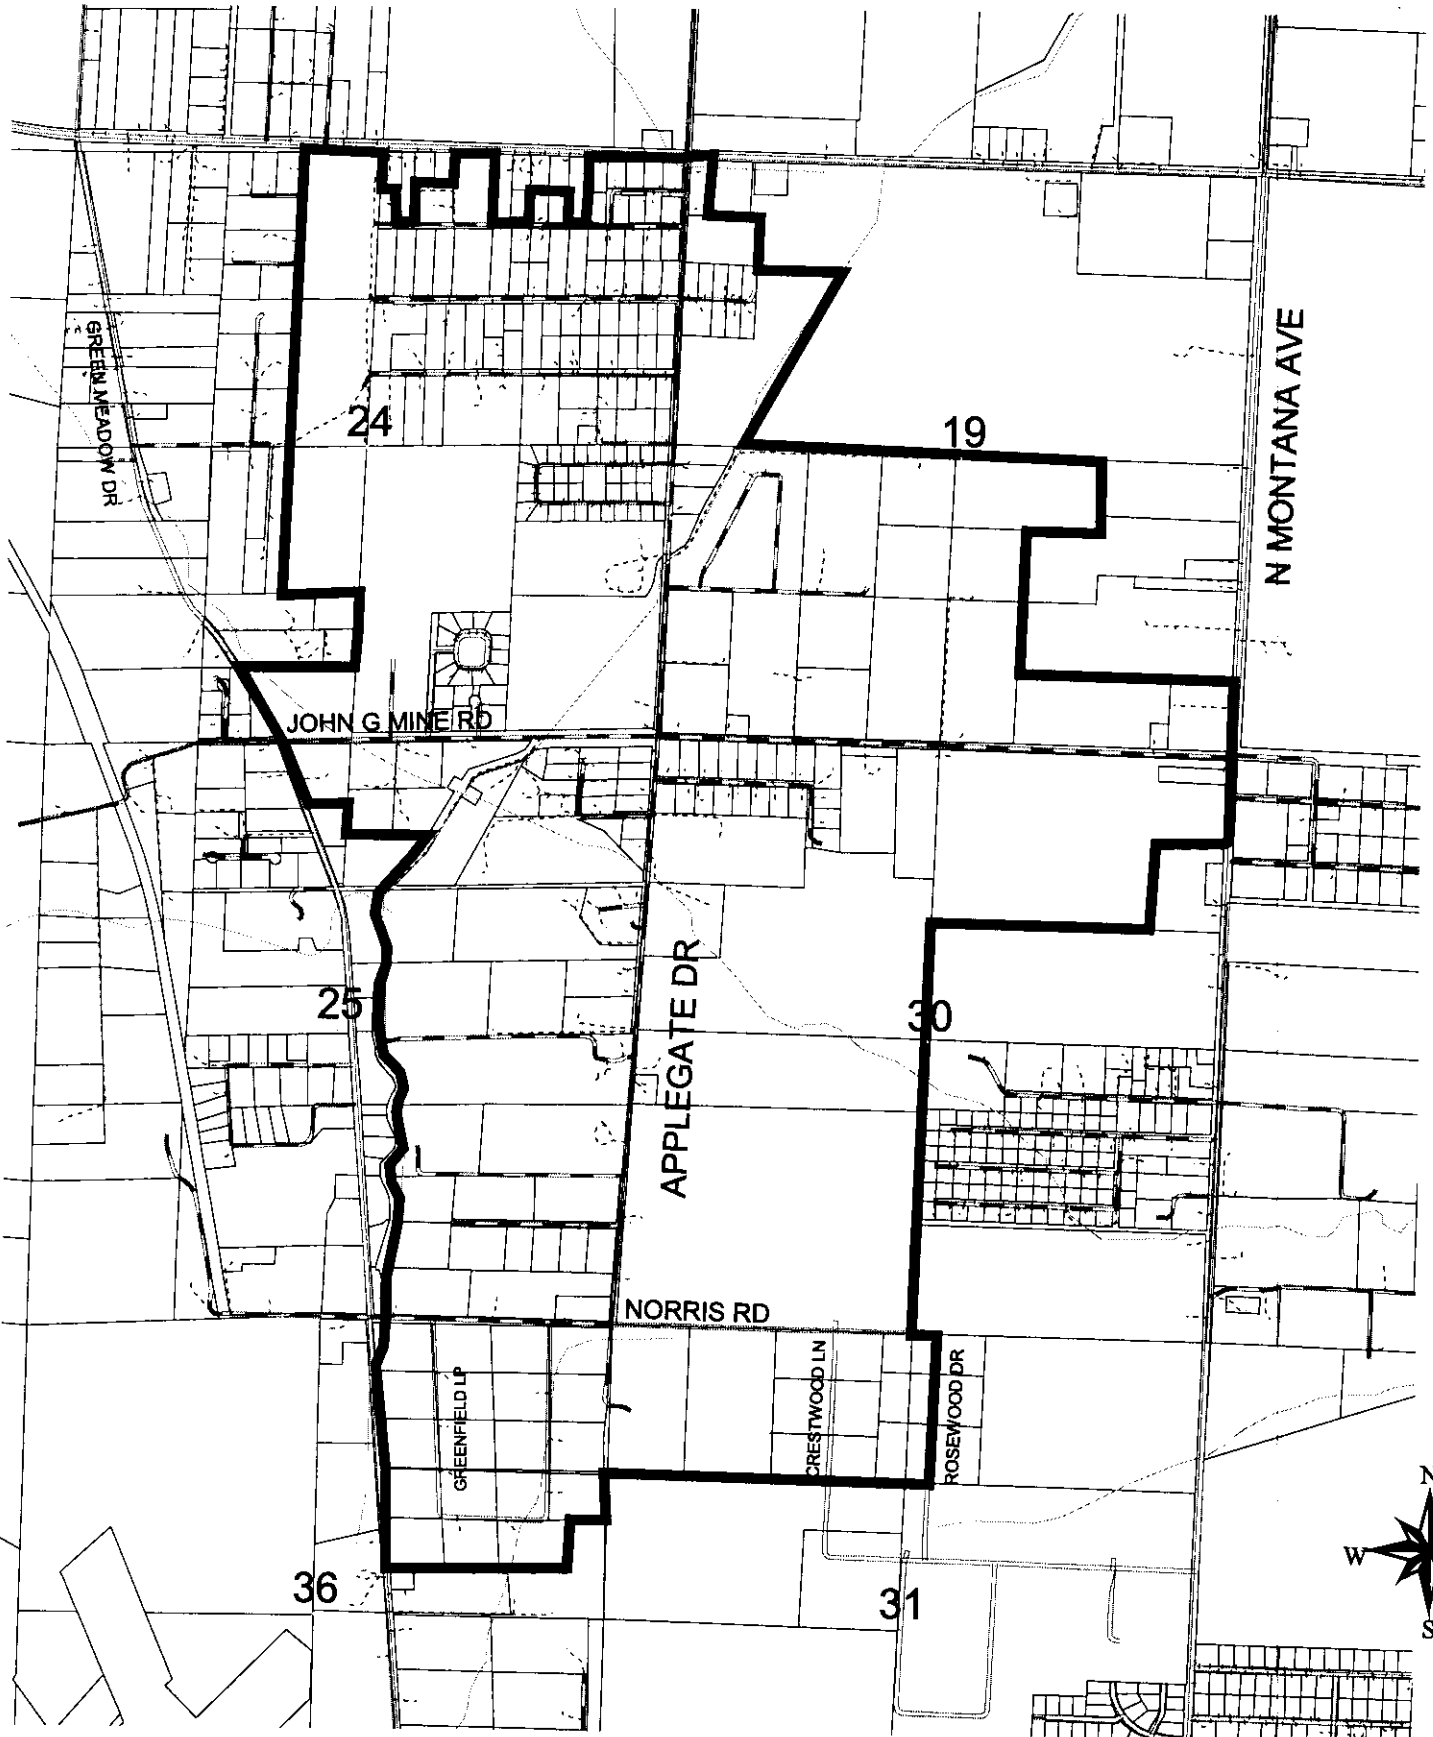 24
19
GREEN MEADOW DR
N MONTANA AVE
JOHN G MINE RD
25
APPLEGATE DR
30
NORRIS RD
GREENFIELD LP
CRESTWOOD LN
ROSEWOOD DR
N
W
S
36
31